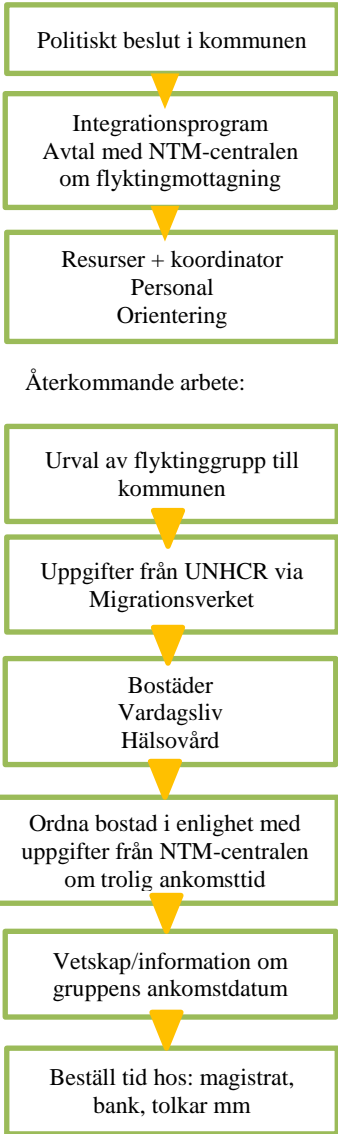 Politiskt beslut i kommunen
Integrationsprogram
Avtal med NTM-centralen
om flyktingmottagning
Resurser + koordinator
Personal
Orientering
Återkommande arbete:
Urval av flyktinggrupp till
kommunen
Uppgifter från UNHCR via
Migrationsverket
Bostäder
Vardagsliv
Hälsovård
Ordna bostad i enlighet med
uppgifter från NTM-centralen
om trolig ankomsttid
Vetskap/information om
gruppens ankomstdatum
Beställ tid hos: magistrat,
bank, tolkar mm